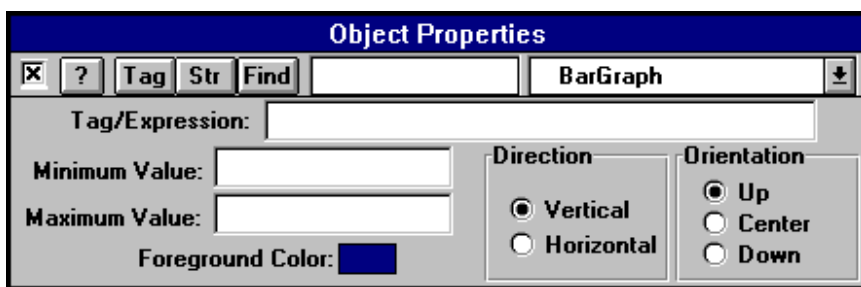 Object Properties
? Tag Str Find BarGraph
Tag/Expression:
Minimum Value:
Maximum Value:
Foreground Color:
Direction
Vertical
Horizontal
Orientation
Up
Center
Down